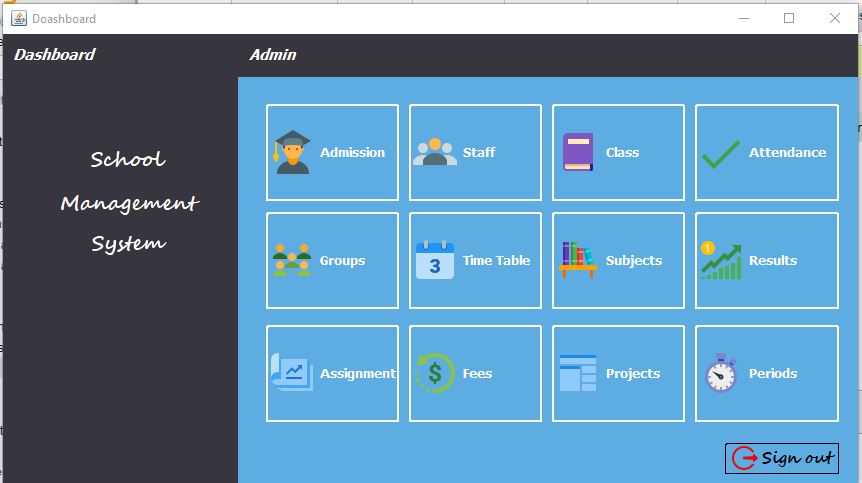 Doashboard
Dashboard
Admin
School
Management
System
Admission
Staff
Class
Attendance
Groups
3
Time Table
Subjects
1
Results
Assignment
$
Fees
Projects
Periods
Sign out